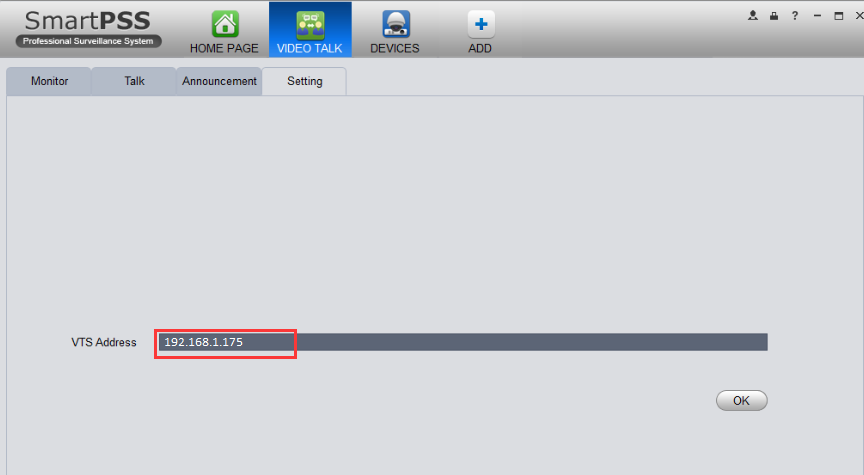 SmartPSS
Professional Surveillance System
HOME PAGE
VIDEO TALK
DEVICES
ADD
?
Monitor
Talk
Announcement
Setting
VTS Address
192.168.1.175
OK